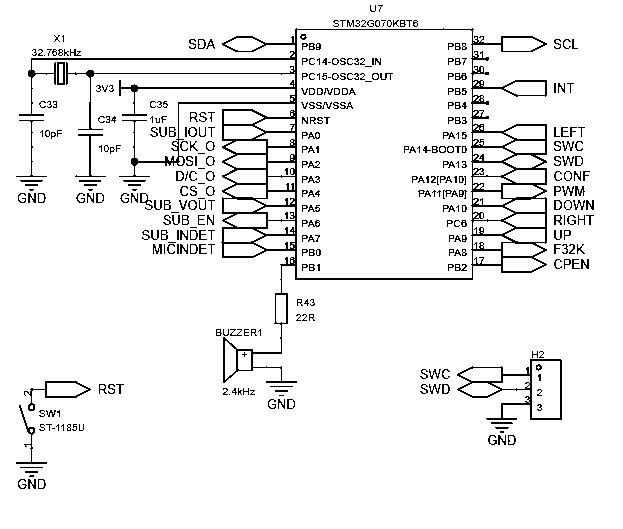 U7
STM32G070KBT6
X1
32.768kHz
SDA
1 PB9 PB8 32 SCL
2 PC14-OSC32_IN PB7 31
3 PC15-OSC32_OUT PB6 30
3V3 4 VDD/VDDA PB5 29 INT
5 VSS/VSSA PB4 28
RST 6 NRST PB3 27
SUB_IOUT 7 PA0 PA15 26 LEFT
SCK_O 8 PA1 PA14-BOOT0 25 SWC
MOSI_O 9 PA2 PA13 24 SWD
D/C_O 10 PA3 PA12[PA10] 23 CONF
CS_O 11 PA4 PA11[PA9] 22 PWM
SUB_VOUT 12 PA5 PA10 21 DOWN
SUB_EN 13 PA6 PC6 20 RIGHT
SUB_INDET 14 PA7 PA9 19 UP
MICINDET 15 PB0 PA8 18 F32K
16 PB1 PB2 17 CPEN
C33
10pF
C34
10pF
C35
1uF
GND
GND
GND
R43
22R
BUZZER1
+
2.4kHz
GND
RST
2
SW1
ST-1185U
1
GND
H2
SWC 1 1
SWD 2 2
3 3
GND